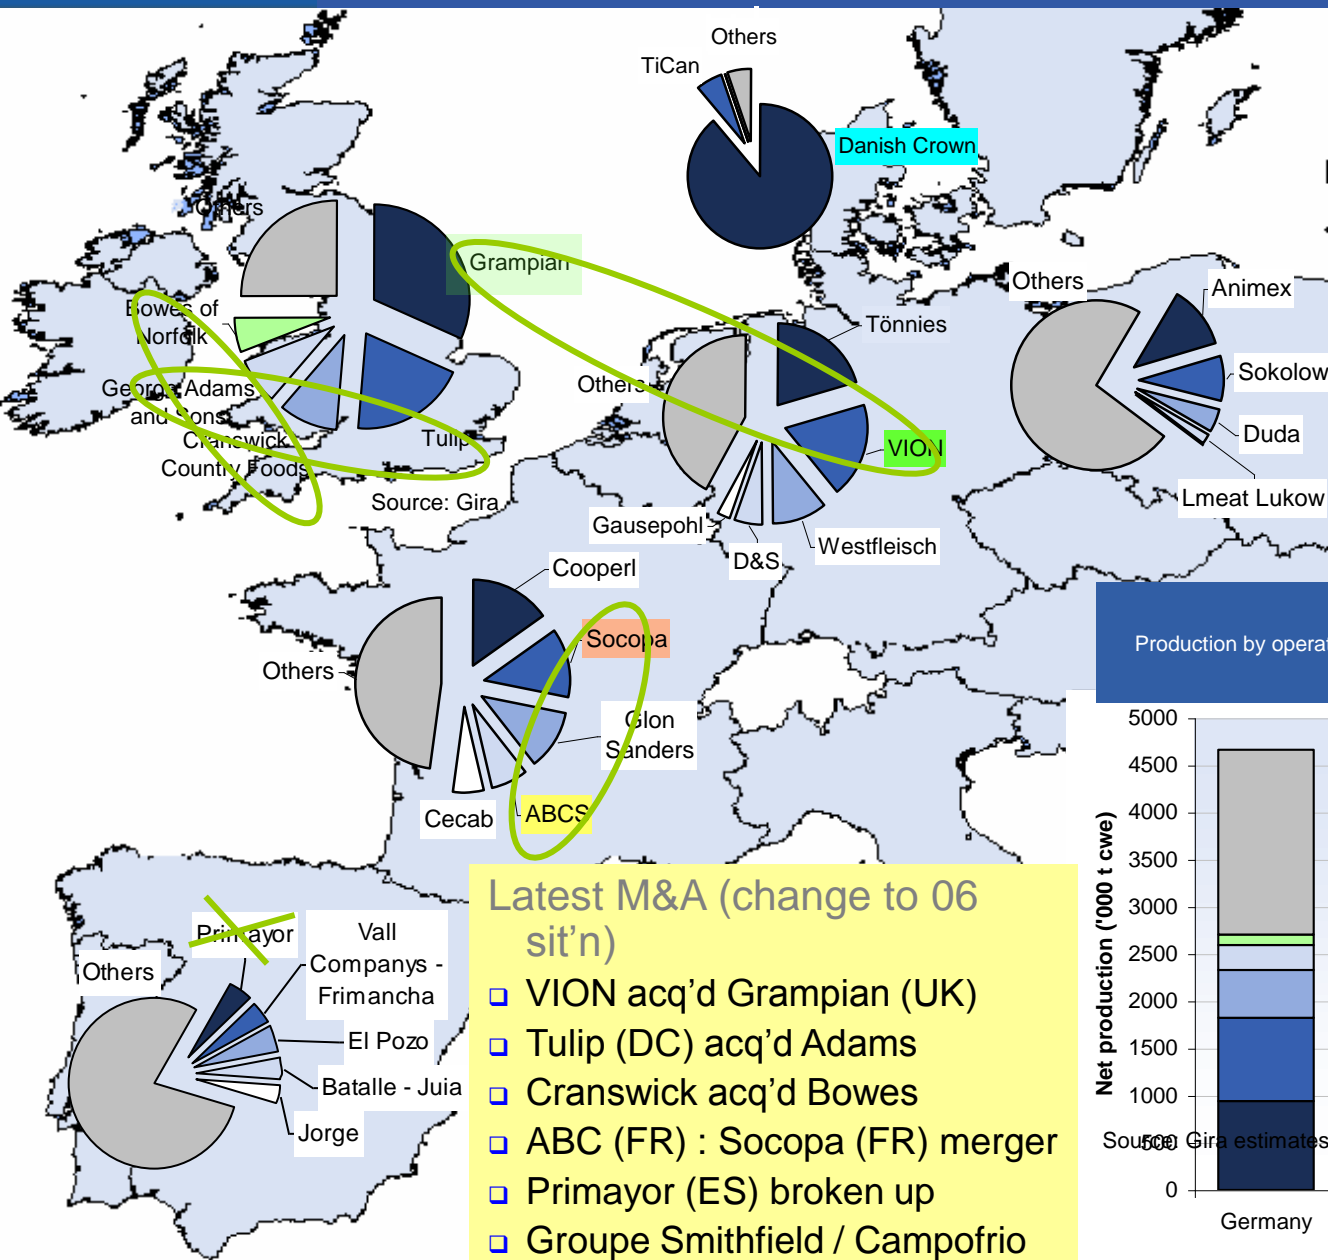 Others
TiCan
Danish Crown
Others
Grampian
Bowes of
Norfolk
George Adams
and Sons
Cranswick
Country Foods
Tulip
Source: Gira
Others
Tönnies
VION
Westfleisch
D&S
Gausepohl
Others
Animex
Sokolow
Duda
Lmeat Lukow
Cooperl
Socopa
Others
Glon
Sanders
ABCS
Cecab
Primayor
Vall
Companys -
Frimancha
Others
El Pozo
Batalle - Juia
Jorge
Latest M&A (change to 06
sit’n)
VION acq’d Grampian (UK)
Tulip (DC) acq’d Adams
Cranswick acq’d Bowes
ABC (FR) : Socopa (FR) merger
Primayor (ES) broken up
Groupe Smithfield / Campofrio
Production by operat
Net production ('000 t cwe)
5000
4500
4000
3500
3000
2500
2000
1500
1000
500
0
Source: Gira estimates
Germany